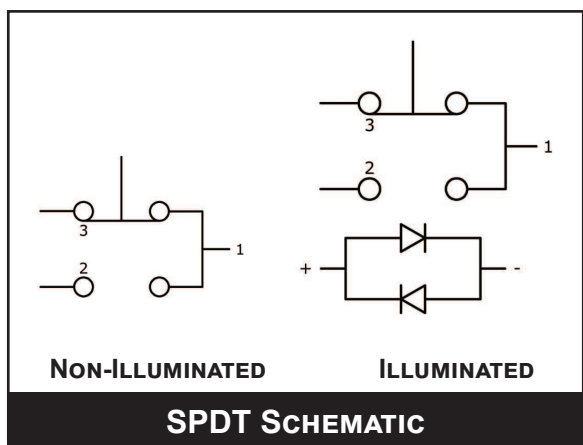 3
2
1
3
2
1
+ -
NON-ILLUMINATED
ILLUMINATED
SPDT SCHEMATIC